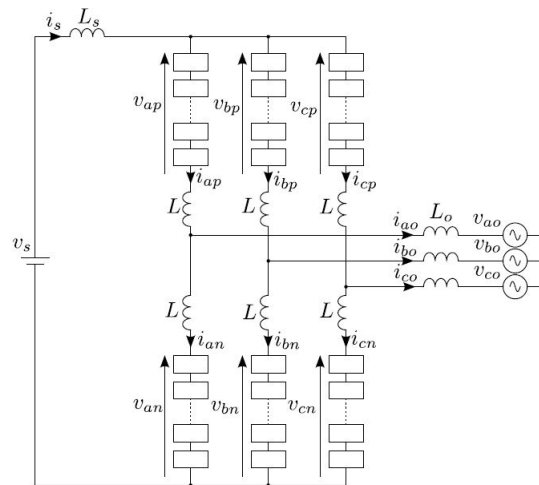 i_s L_s
v_ap v_bp v_cp
i_ap i_bp i_cp
L L L
i_ao L_o v_ao
i_bo v_bo
i_co v_co
v_s
L L L
i_an i_bn i_cn
v_an v_bn v_cn